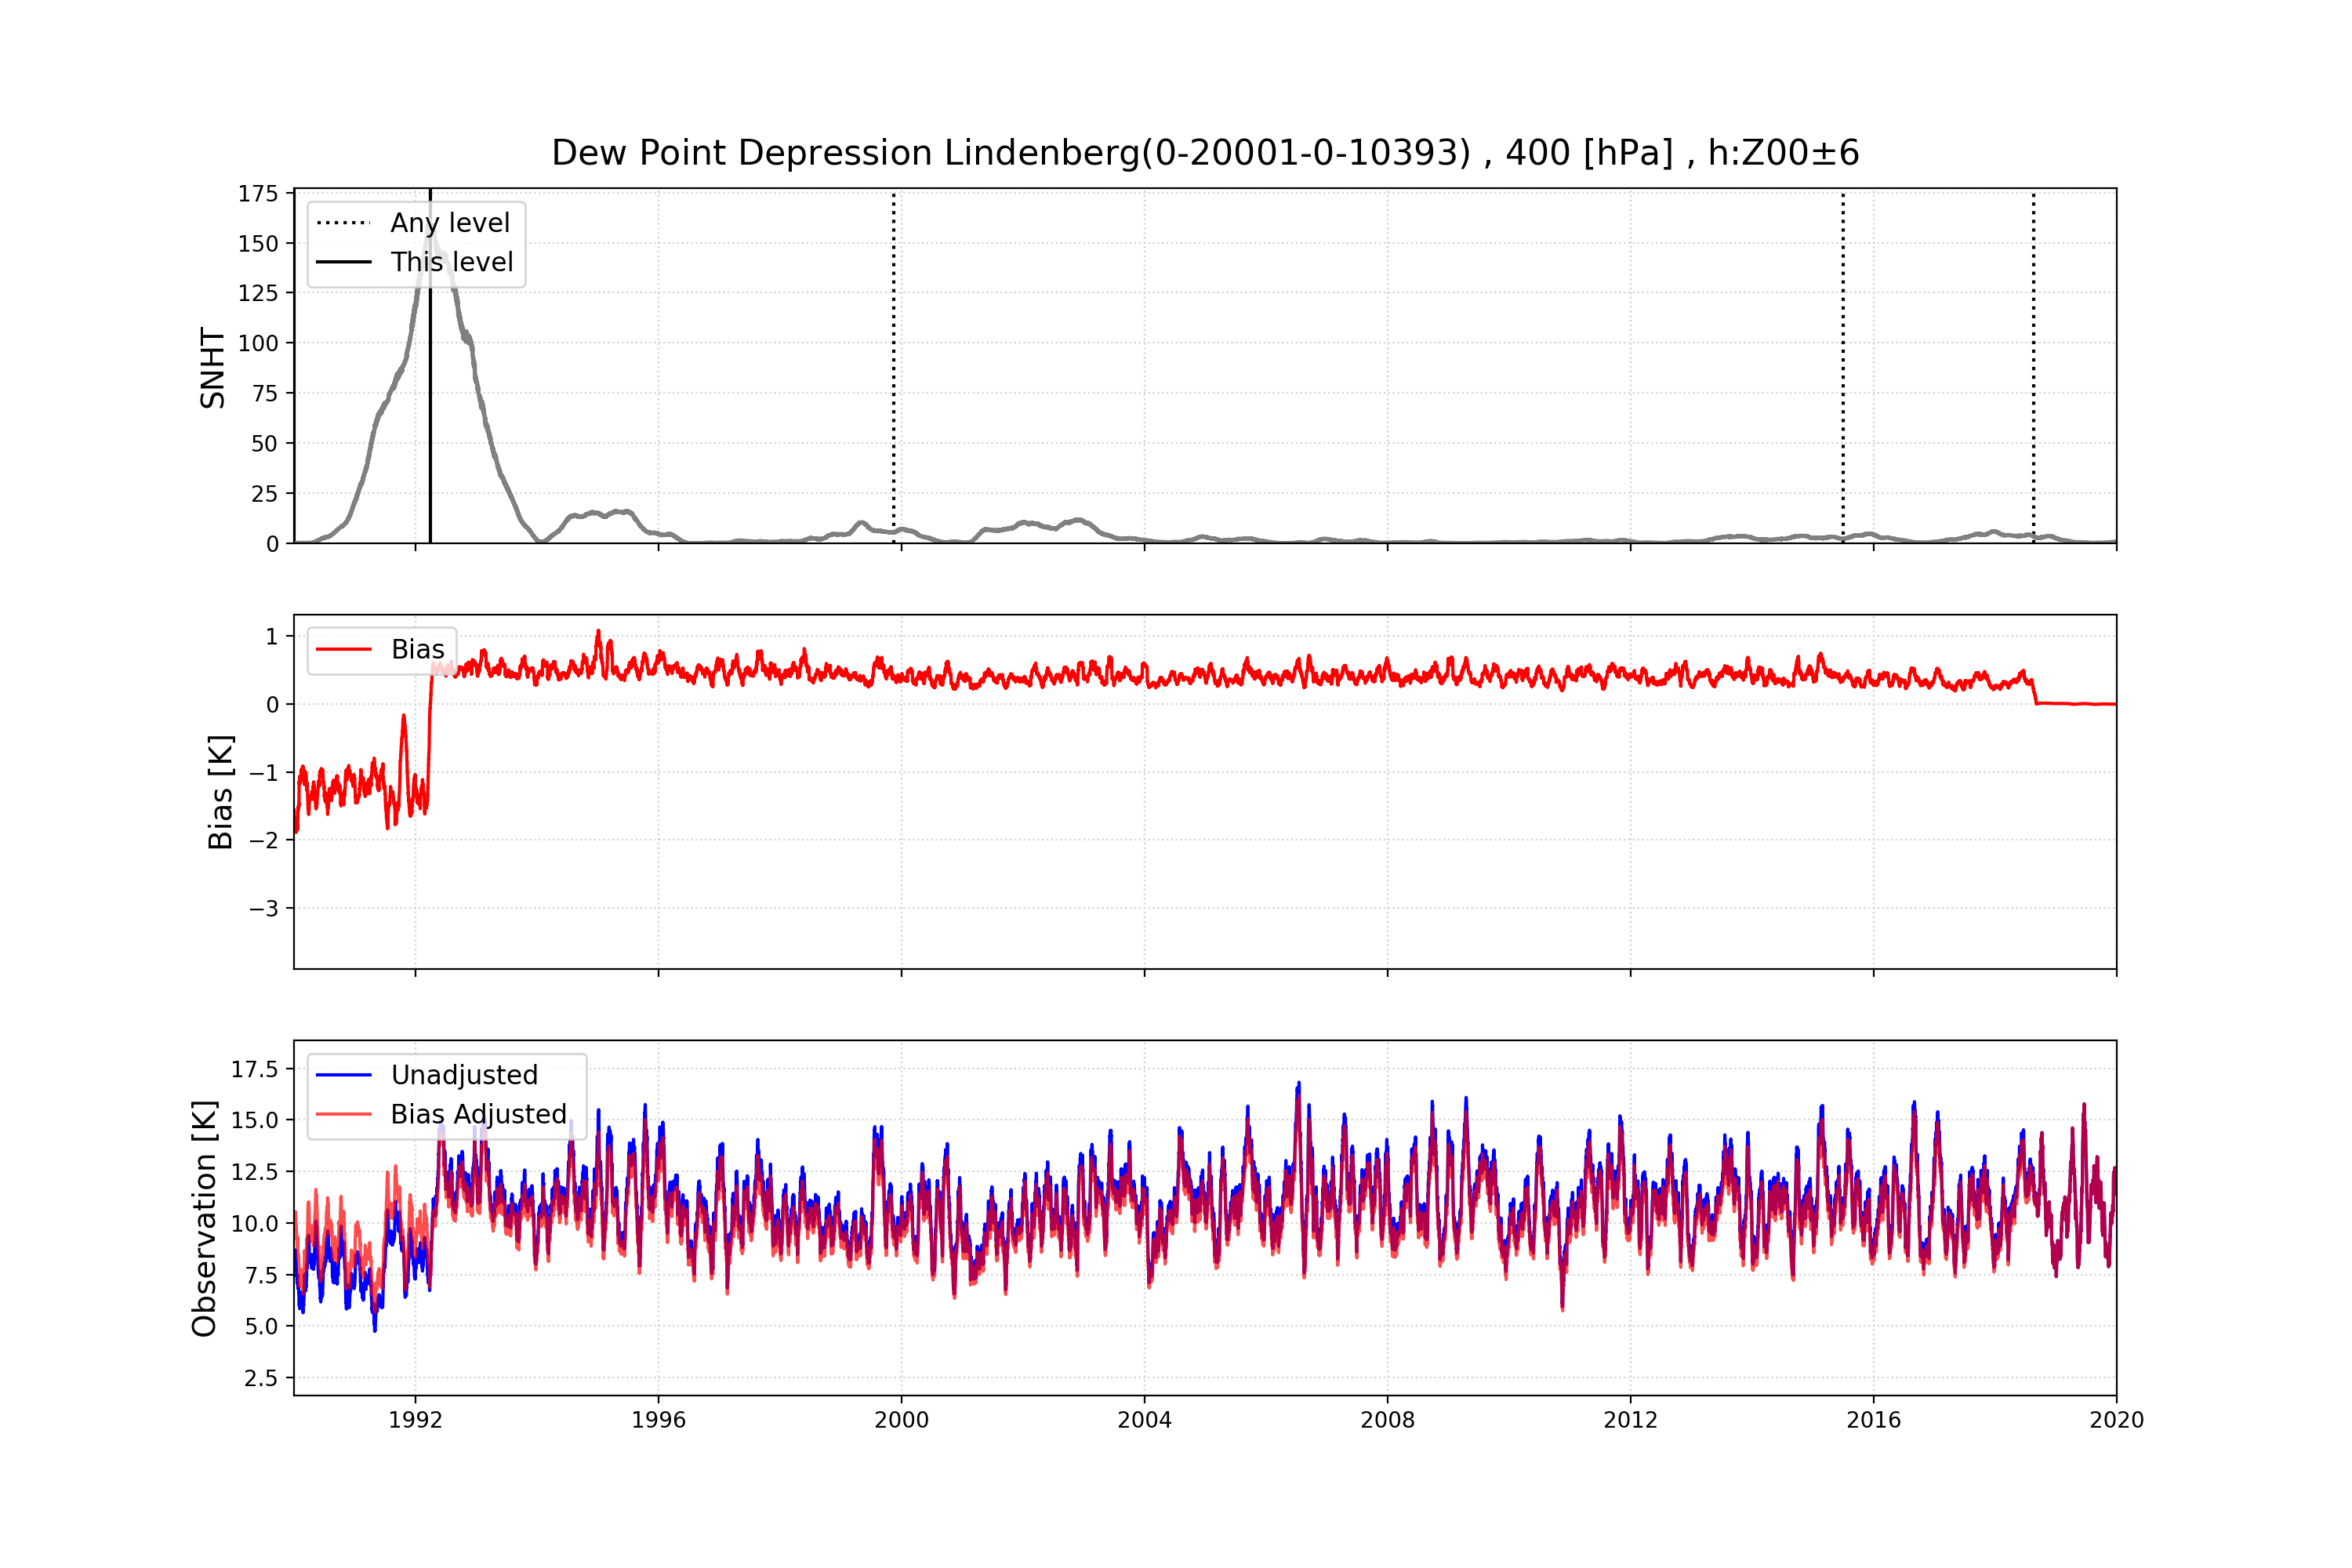 Dew Point Depression Lindenberg(0-20001-0-10393) , 400 [hPa] , h:Z00±6
175
150
125
100
75
50
25
0
SNHT
Any level
This level
1
0
−1
−2
−3
Bias [K]
Bias
17.5
15.0
12.5
10.0
7.5
5.0
2.5
Observation [K]
Unadjusted
Bias Adjusted
1992 1996 2000 2004 2008 2012 2016 2020